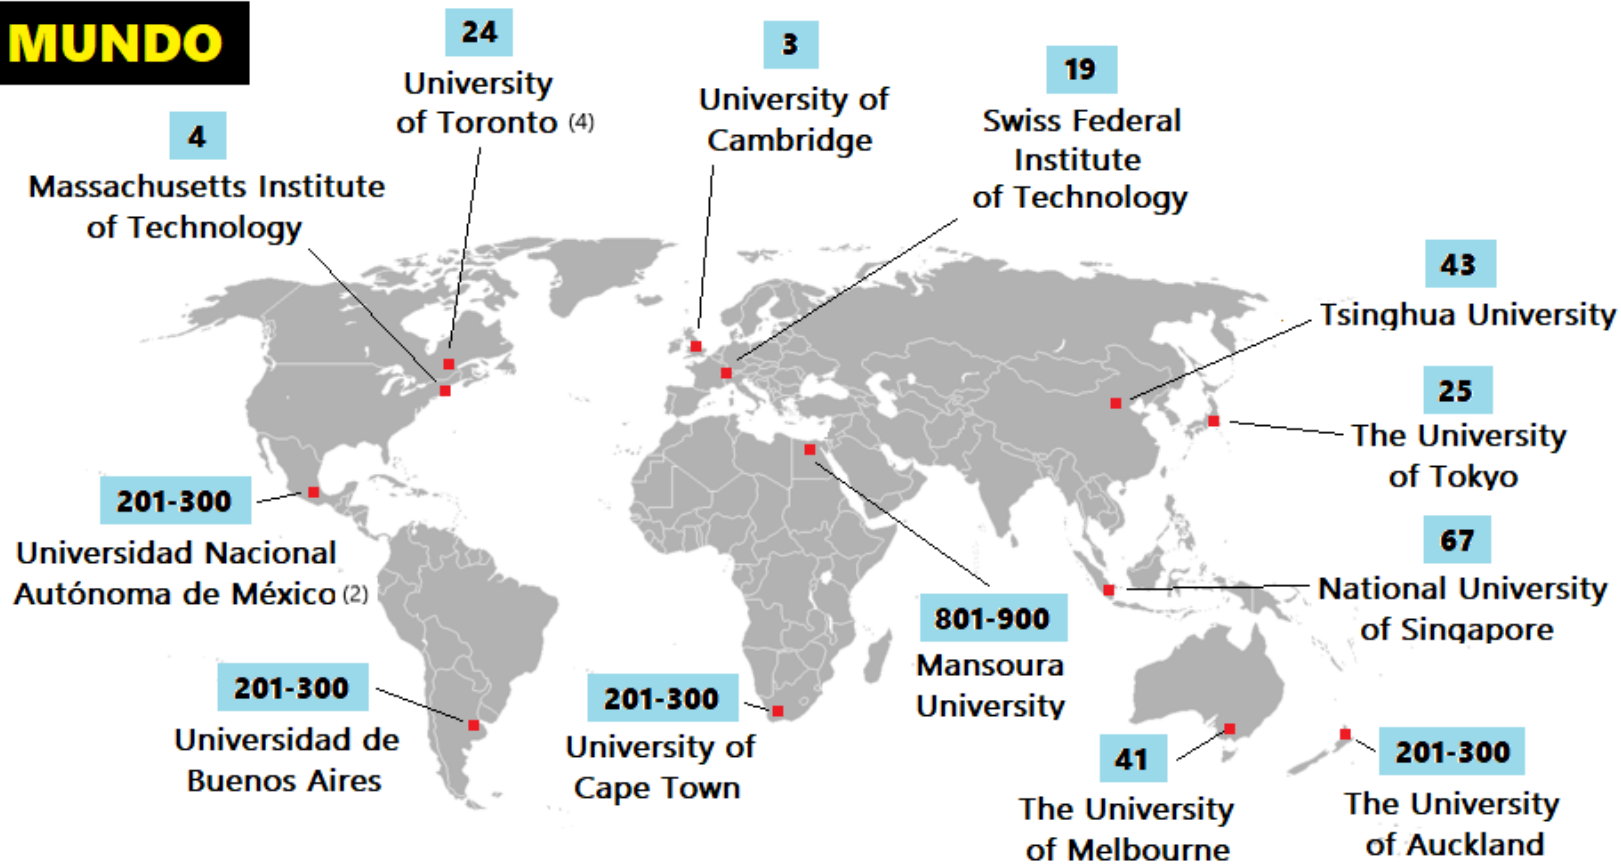 MUNDO
24
University
of Toronto (4)
3
University of
Cambridge
19
Swiss Federal
Institute
of Technology
4
Massachusetts Institute
of Technology
43
Tsinghua University
25
The University
of Tokyo
201-300
Universidad Nacional
Autónoma de México (2)
67
National University
of Singapore
801-900
Mansoura
University
201-300
Universidad de
Buenos Aires
201-300
University of
Cape Town
41
The University
of Melbourne
201-300
The University
of Auckland